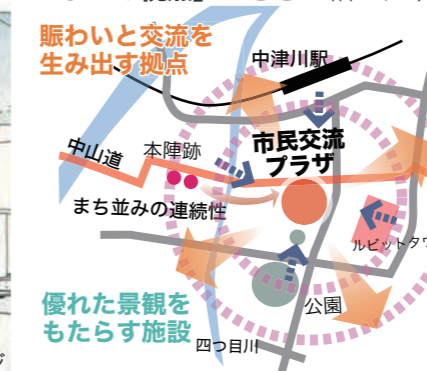 賑わいと交流を
生み出す拠点
中津川駅
市民交流
プラザ
中山道
本陣跡
まち並みの連続性
ルビットタウ
優れた景観を
もたらす施設
公園
四つ目川